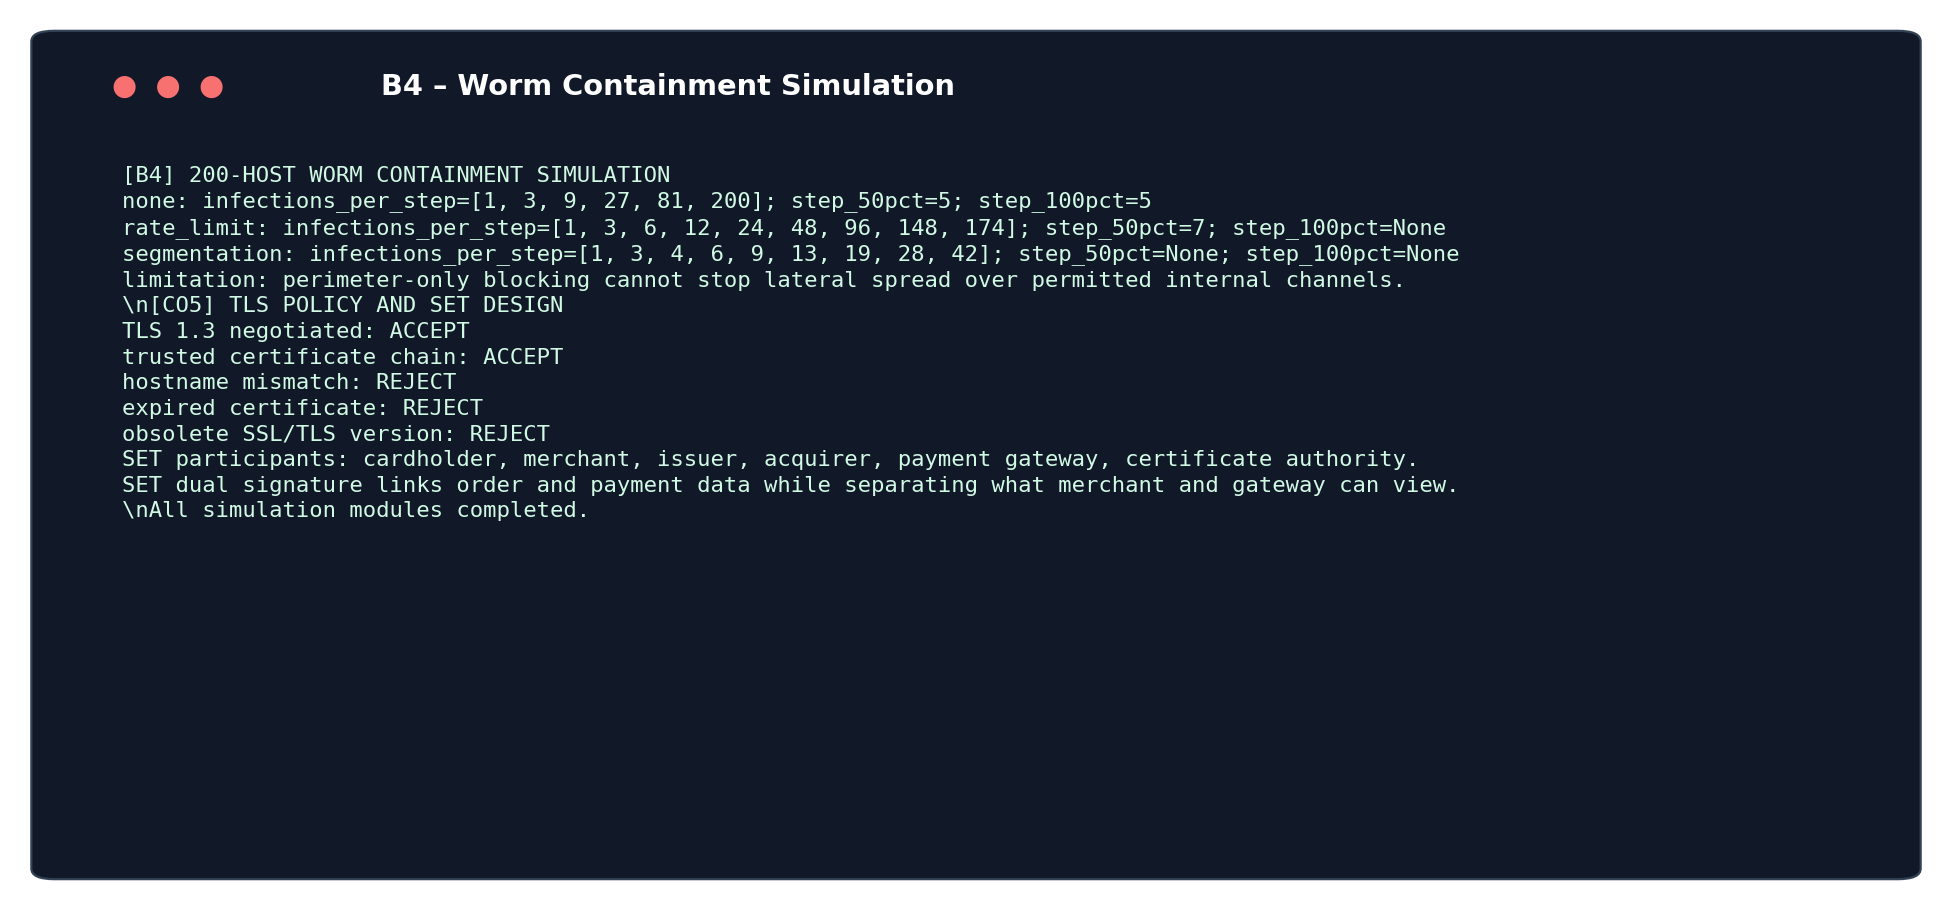 B4 – Worm Containment Simulation
[B4] 200-HOST WORM CONTAINMENT SIMULATION
none: infections_per_step=[1, 3, 9, 27, 81, 200]; step_50pct=5; step_100pct=5
rate_limit: infections_per_step=[1, 3, 6, 12, 24, 48, 96, 148, 174]; step_50pct=7; step_100pct=None
segmentation: infections_per_step=[1, 3, 4, 6, 9, 13, 19, 28, 42]; step_50pct=None; step_100pct=None
limitation: perimeter-only blocking cannot stop lateral spread over permitted internal channels.
\n[CO5] TLS POLICY AND SET DESIGN
TLS 1.3 negotiated: ACCEPT
trusted certificate chain: ACCEPT
hostname mismatch: REJECT
expired certificate: REJECT
obsolete SSL/TLS version: REJECT
SET participants: cardholder, merchant, issuer, acquirer, payment gateway, certificate authority.
SET dual signature links order and payment data while separating what merchant and gateway can view.
\nAll simulation modules completed.